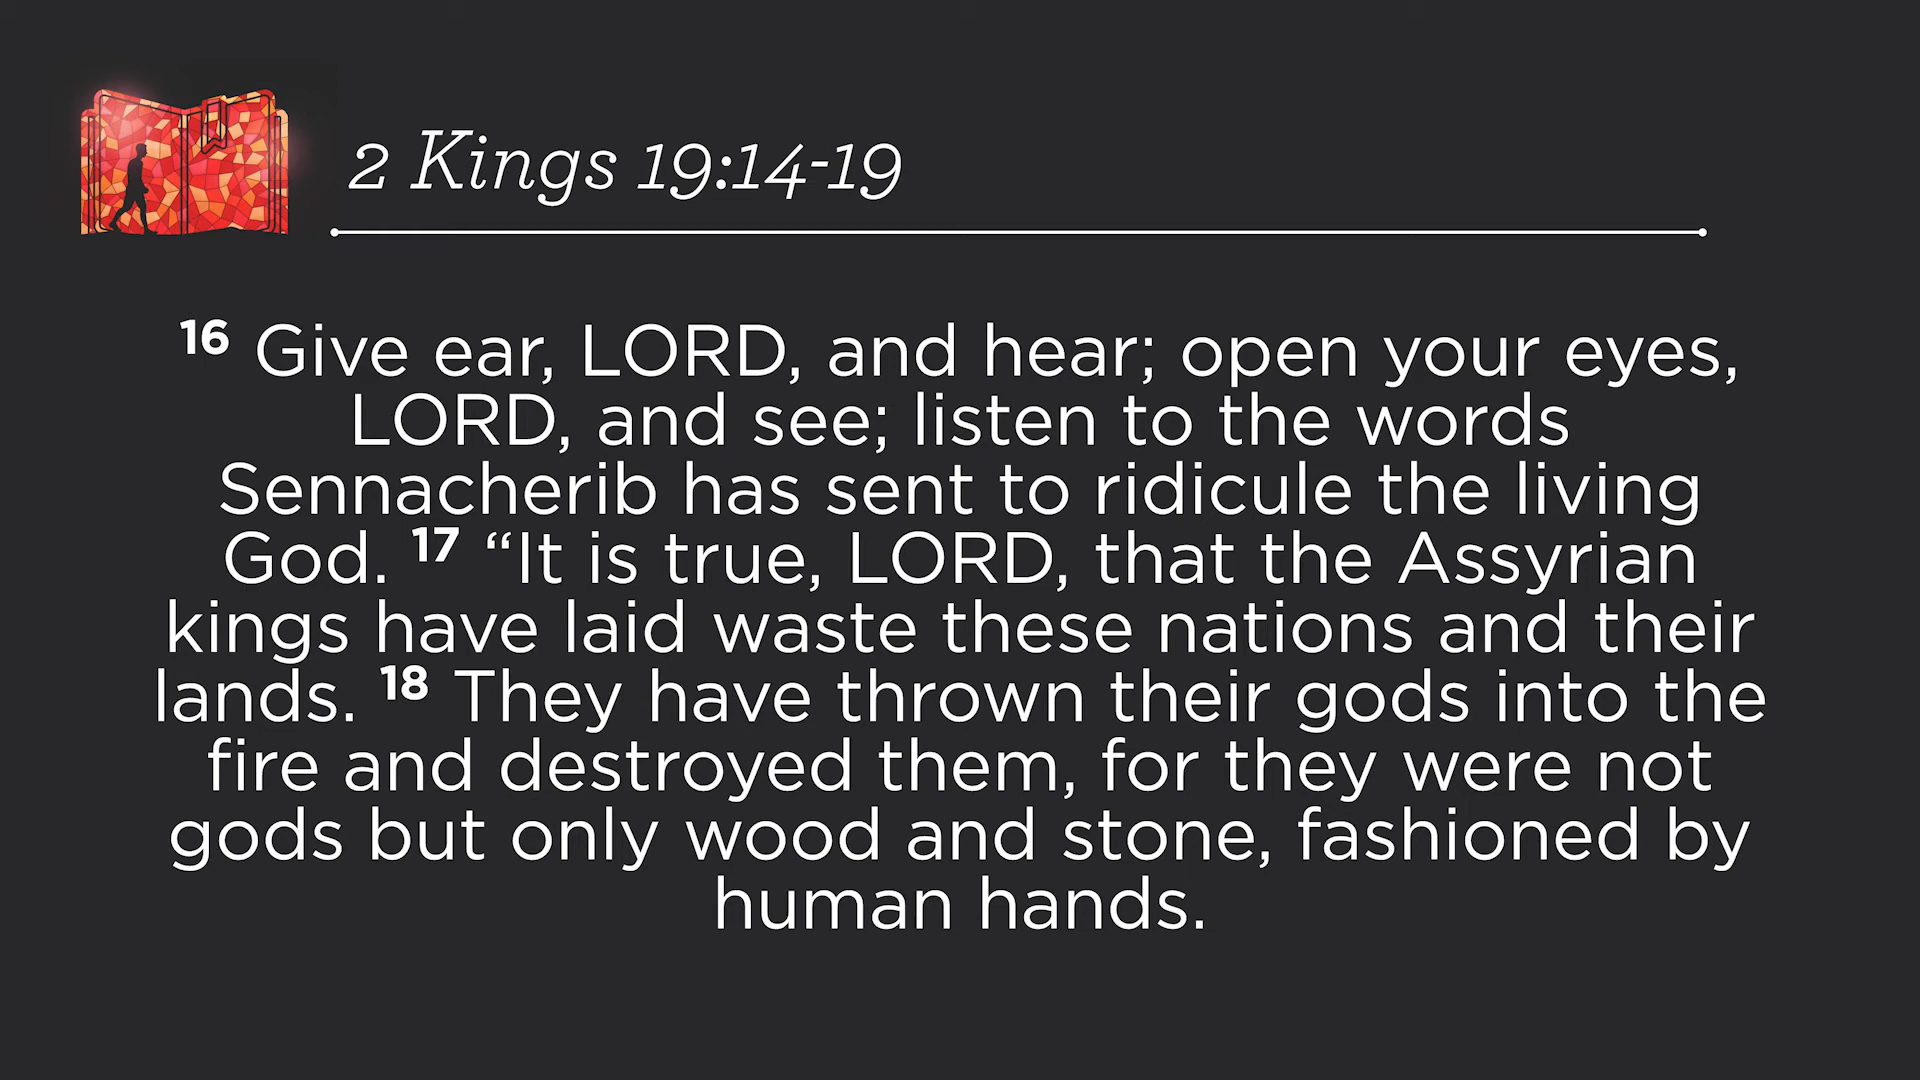 2 Kings 19:14-19
16 Give ear, LORD, and hear; open your eyes,
LORD, and see; listen to the words
Sennacherib has sent to ridicule the living
God. 17 “It is true, LORD, that the Assyrian
kings have laid waste these nations and their
lands. 18 They have thrown their gods into the
fire and destroyed them, for they were not
gods but only wood and stone, fashioned by
human hands.